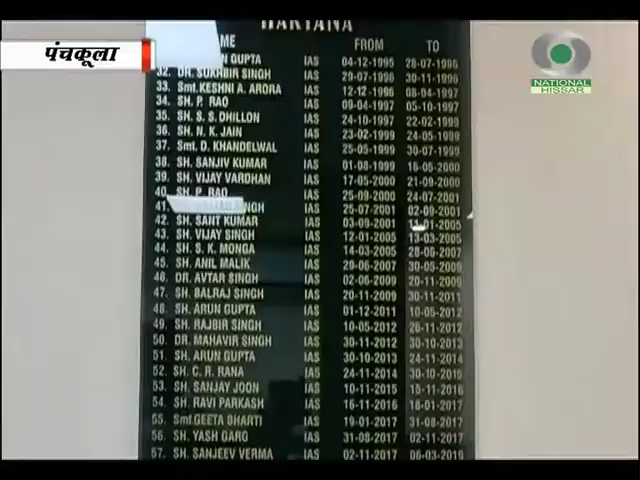 HARYANA
पंचकूला
NAME FROM TO
GUPTA IAS 04-12-1995 28-07-1996
32. DR. SUKHBIR SINGH IAS 29-07-1996 30-11-1996
33. Smt. KESHNI A. ARORA IAS 12-12-1996 08-04-1997
34. SH. P. RAO IAS 09-04-1997 05-10-1997
35. SH. S. S. DHILLON IAS 24-10-1997 22-02-1999
36. SH. N. K. JAIN IAS 23-02-1999 24-05-1999
37. Smt. D. KHANDELWAL IAS 25-05-1999 30-07-1999
38. SH. SANJIV KUMAR IAS 01-08-1999 16-05-2000
39. SH. VIJAY VARDHAN IAS 17-05-2000 21-09-2000
40. SH. P. RAO IAS 25-09-2000 24-07-2001
41. SINGH IAS 25-07-2001 02-09-2001
42. SH. SANT KUMAR IAS 03-09-2001 11-01-2005
43. SH. VIJAY SINGH IAS 12-01-2005 13-03-2005
44. SH. S. K. MONGA IAS 14-03-2005 28-06-2007
45. SH. ANIL MALIK IAS 29-06-2007 30-05-2009
46. DR. AVTAR SINGH IAS 02-06-2009 20-11-2009
47. SH. BALRAJ SINGH IAS 20-11-2009 30-11-2011
48. SH. ARUN GUPTA IAS 01-12-2011 10-05-2012
49. SH. RAJBIR SINGH IAS 10-05-2012 26-11-2012
50. DR. MAHAVIR SINGH IAS 30-11-2012 30-10-2013
51. SH. ARUN GUPTA IAS 30-10-2013 24-11-2014
52. SH. C. R. RANA IAS 24-11-2014 30-10-2015
53. SH. SANJAY JOON IAS 10-11-2015 15-11-2016
54. SH. RAVI PARKASH IAS 16-11-2016 18-01-2017
55. Smt.GEETA BHARTI IAS 19-01-2017 31-08-2017
56. SH. YASH GARG IAS 31-08-2017 02-11-2017
57. SH. SANJEEV VERMA IAS 02-11-2017 06-03-2019
NATIONAL
HISSAR